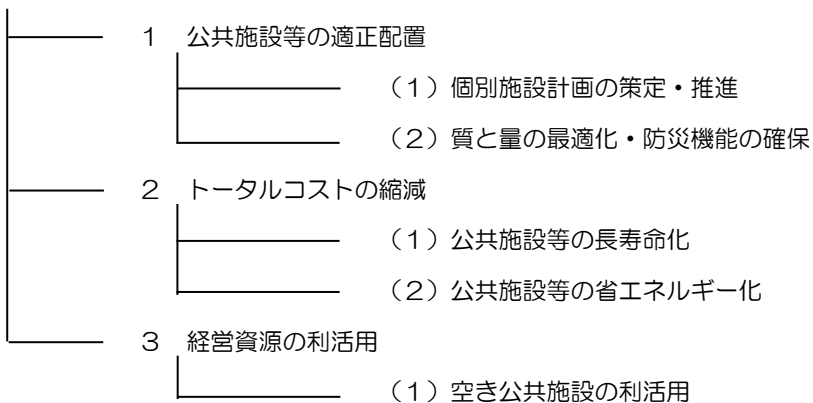 １　公共施設等の適正配置
（１）個別施設計画の策定・推進
（２）質と量の最適化・防災機能の確保
２　トータルコストの縮減
（１）公共施設等の長寿命化
（２）公共施設等の省エネルギー化
３　経営資源の利活用
（１）空き公共施設の利活用